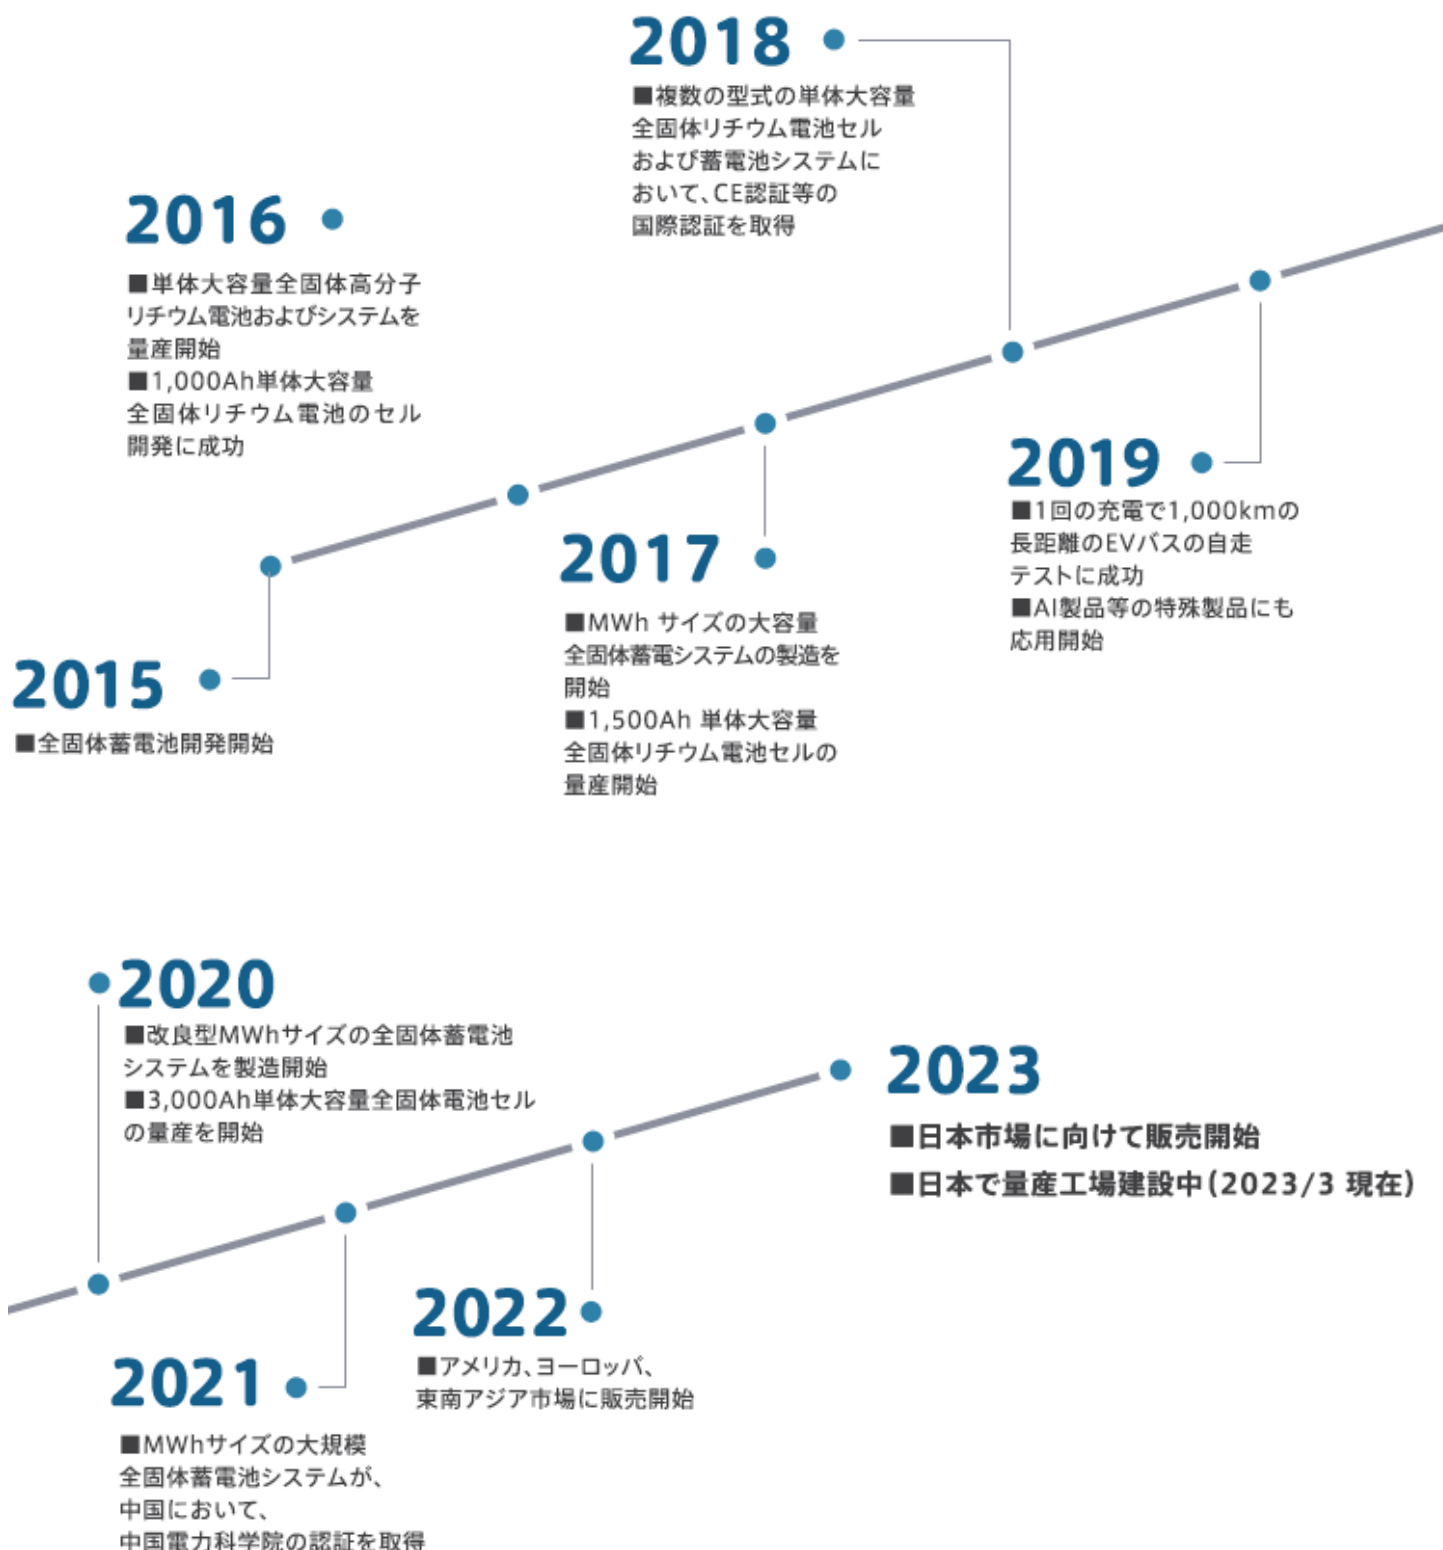 2015
■全固体蓄電池開発開始
2016
■単体大容量全固体高分子
リチウム電池およびシステムを
量産開始
■1,000Ah単体大容量
全固体リチウム電池のセル
開発に成功
2017
■MWh サイズの大容量
全固体蓄電システムの製造を
開始
■1,500Ah 単体大容量
全固体リチウム電池セルの
量産開始
2018
■複数の型式の単体大容量
全固体リチウム電池セル
および蓄電池システムに
おいて、CE認証等の
国際認証を取得
2019
■1回の充電で1,000kmの
長距離のEVバスの自走
テストに成功
■AI製品等の特殊製品にも
応用開始
2020
■改良型MWhサイズの全固体蓄電池
システムを製造開始
■3,000Ah単体大容量全固体電池セル
の量産を開始
2021
■MWhサイズの大規模
全固体蓄電池システムが、
中国において、
中国電力科学院の認証を取得
2022
■アメリカ、ヨーロッパ、
東南アジア市場に販売開始
2023
■日本市場に向けて販売開始
■日本で量産工場建設中(2023/3 現在)